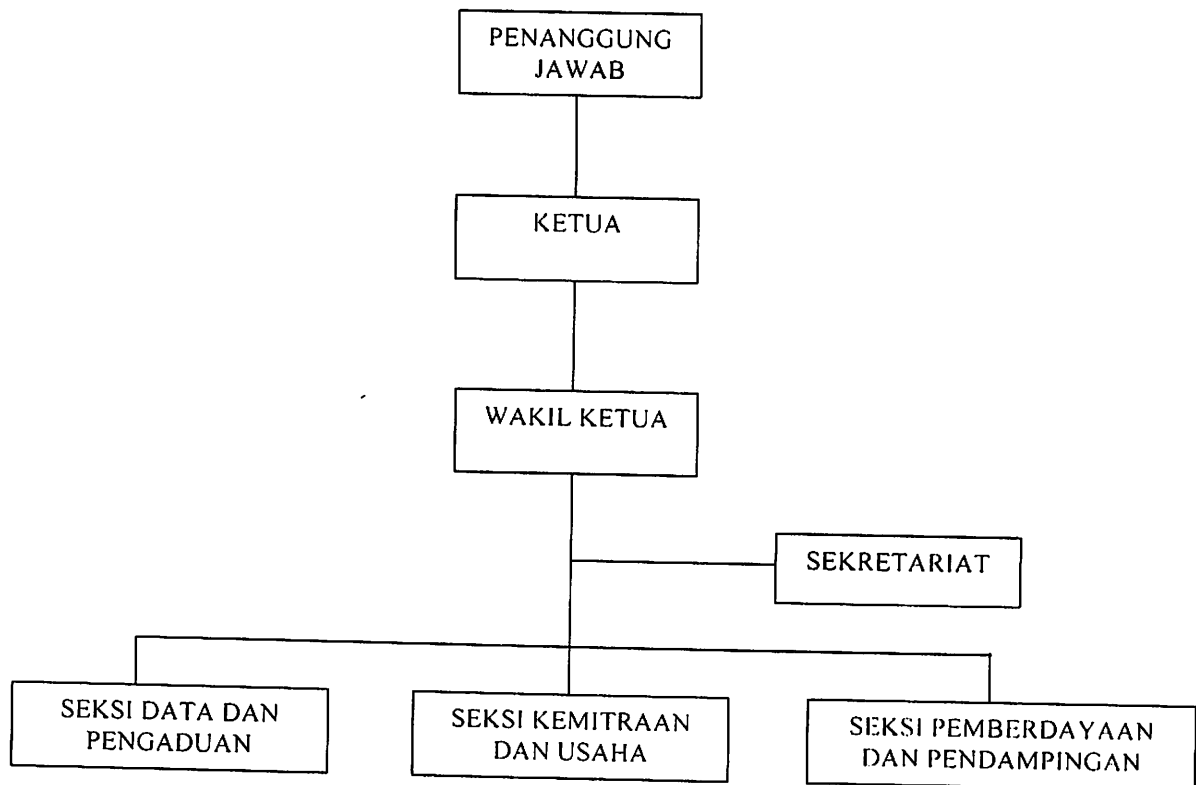 PENANGGUNG
JAWAB
KETUA
WAKIL KETUA
SEKRETARIAT
SEKSI DATA DAN
PENGADUAN
SEKSI KEMITRAAN
DAN USAHA
SEKSI PEMBERDAYAAN
DAN PENDAMPINGAN